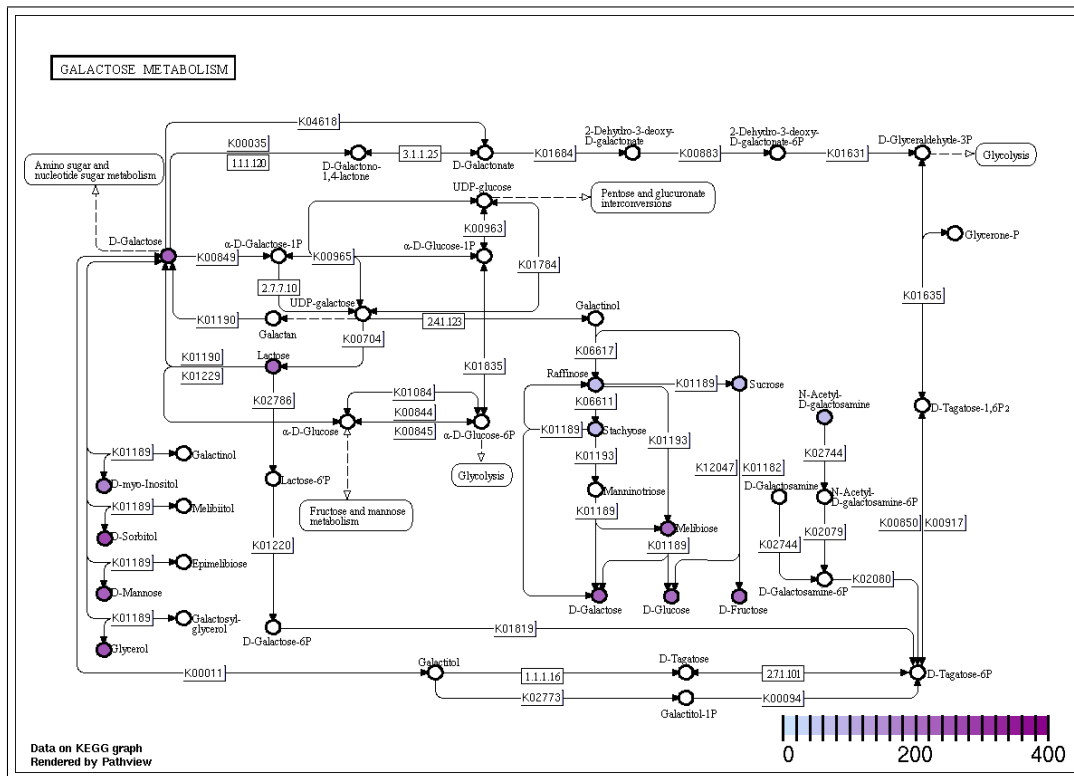 GALACTOSE METABOLISM
K04618
K00035
1.1.1.120
D-Galactono-
1,4-lactone
3.1.1.25
D-Galactonate
K01684
2-Dehydro-3-deoxy-
D-galactonate
K00883
2-Dehydro-3-deoxy-
D-galactonate-6P
K01631
D-Glyceraldehyde-3P
Glycolysis
Amino sugar and
nucleotide sugar metabolism
UDP-glucose
Pentose and glucuronate
interconversions
D-Galactose
K00849
α-D-Galactose-1P
K00965
K00963
α-D-Glucose-1P
K01784
Glycerone-P
2.7.7.10
UDP-galactose
K01635
K01190
Galactan
2.4.1.123
Galactinol
K00704
K01190
K01229
Lactose
K01835
K06617
Raffinose
K01189
Sucrose
K02786
K01084
K00844
K00845
α-D-Glucose
α-D-Glucose-6P
K06611
K01189
Stachyose
K01193
K01193
N-Acetyl-
D-galactosamine
D-Tagatose-1,6P2
K02744
K01189
Galactinol
D-myo-Inositol
Lactose-6'P
Glycolysis
K12047
K01182
Manninotriose
D-Galactosamine
N-Acetyl-
D-galactosamine-6P
K01189
Melibiitol
D-Sorbitol
Fructose and mannose
metabolism
K01189
Melibiose
K02079
K00850
K00917
K01220
K01189
K02744
K01189
Epimelibiose
D-Mannose
D-Galactosamine-6P
K02080
D-Galactose
D-Glucose
D-Fructose
K01189
Galactosyl-
glycerol
Glycerol
D-Galactose-6P
K01819
K00011
Galactitol
1.1.1.16
D-Tagatose
2.7.1.101
D-Tagatose-6P
K02773
Galactitol-1P
K00094
Data on KEGG graph
Rendered by Pathview
0
200
400